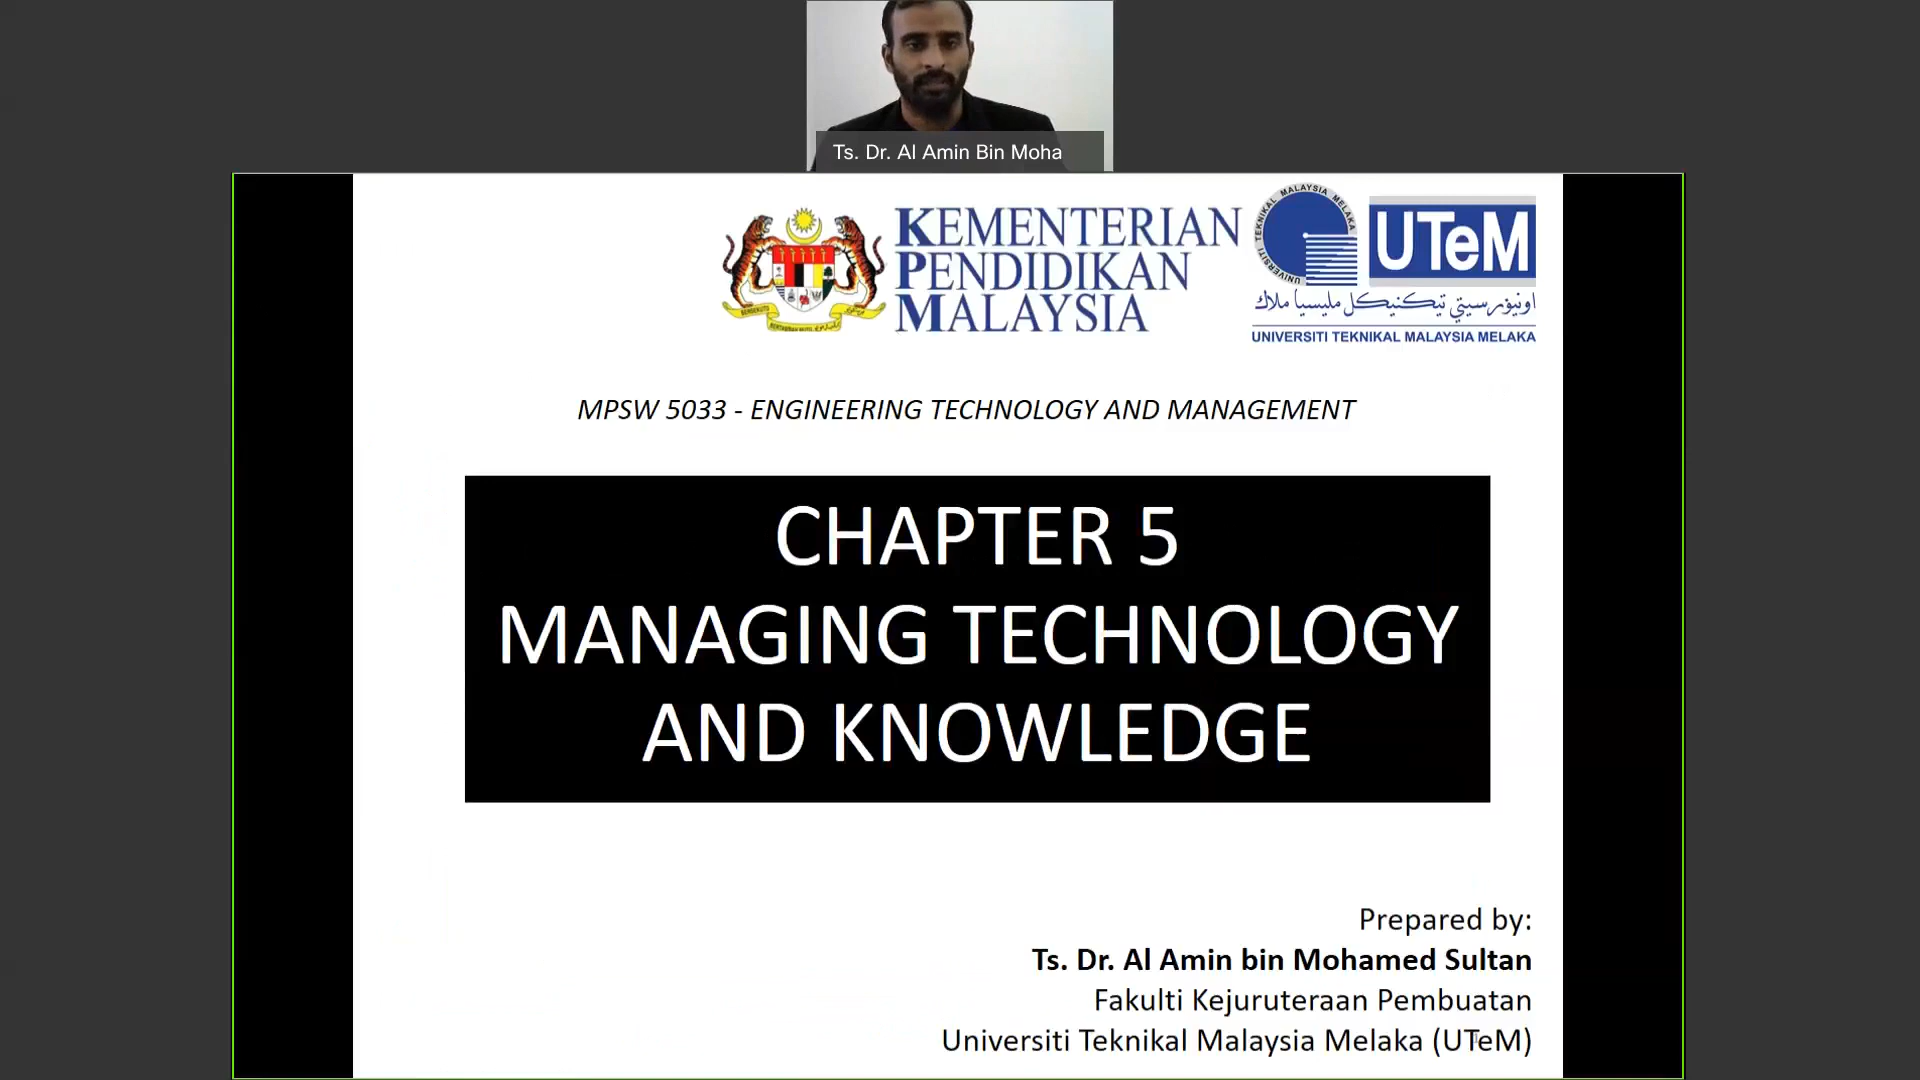 Ts. Dr. Al Amin Bin Moha
KEMENTERIAN
PENDIDIKAN
MALAYSIA
UNIVERSITI TEKNIKAL MALAYSIA MELAKA
UTeM
اونيۏرسيتي تيكنيكل مليسيا ملاك
UNIVERSITI TEKNIKAL MALAYSIA MELAKA
MPSW 5033 - ENGINEERING TECHNOLOGY AND MANAGEMENT
CHAPTER 5
MANAGING TECHNOLOGY
AND KNOWLEDGE
Prepared by:
Ts. Dr. Al Amin bin Mohamed Sultan
Fakulti Kejuruteraan Pembuatan
Universiti Teknikal Malaysia Melaka (UTeM)